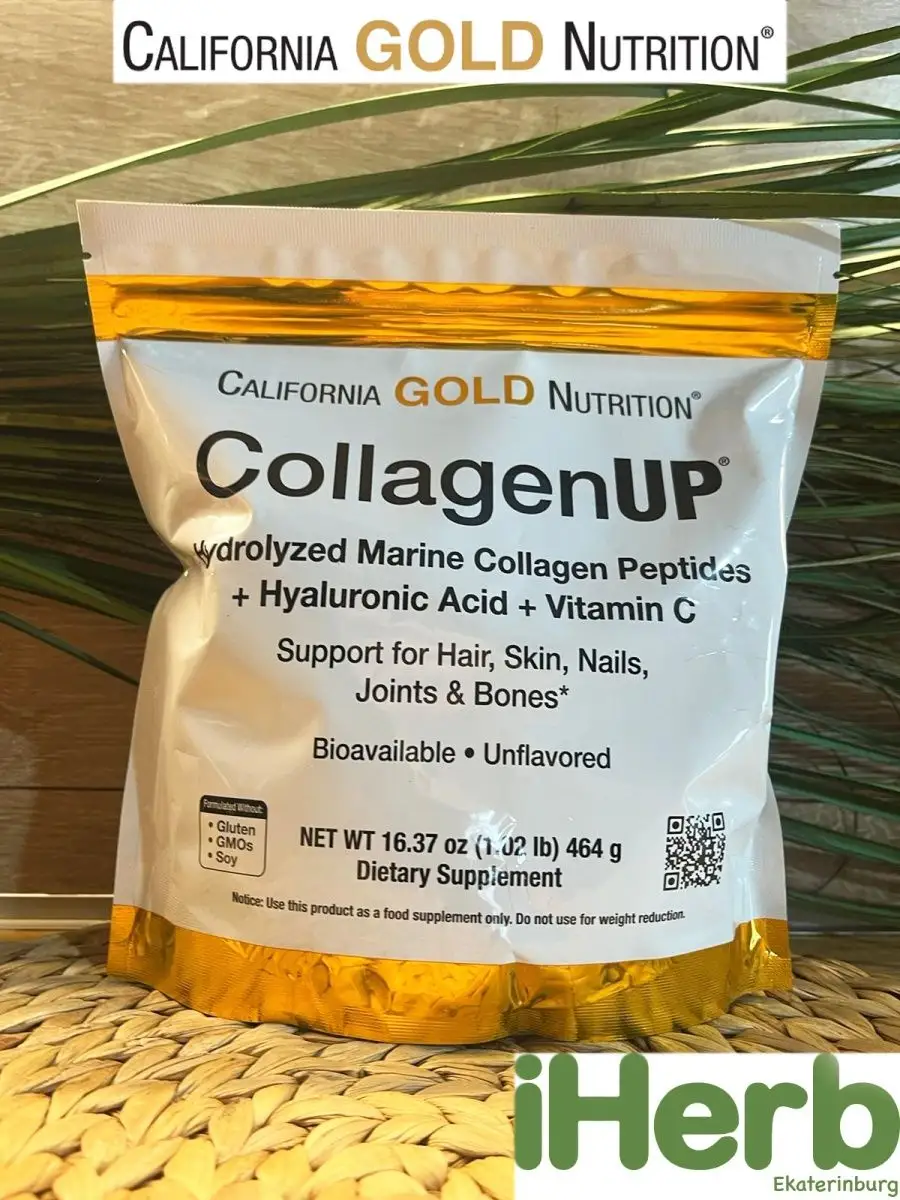 CALIFORNIA GOLD NUTRITION®
CALIFORNIA GOLD NUTRITION®
CollagenUP®
Hydrolyzed Marine Collagen Peptides
+ Hyaluronic Acid + Vitamin C
Support for Hair, Skin, Nails,
Joints & Bones*
Bioavailable • Unflavored
Formulated Without:
• Gluten
• GMOs
• Soy
NET WT 16.37 oz (1.02 lb) 464 g
Dietary Supplement
Notice: Use this product as a food supplement only. Do not use for weight reduction.
iHerb
Ekaterinburg